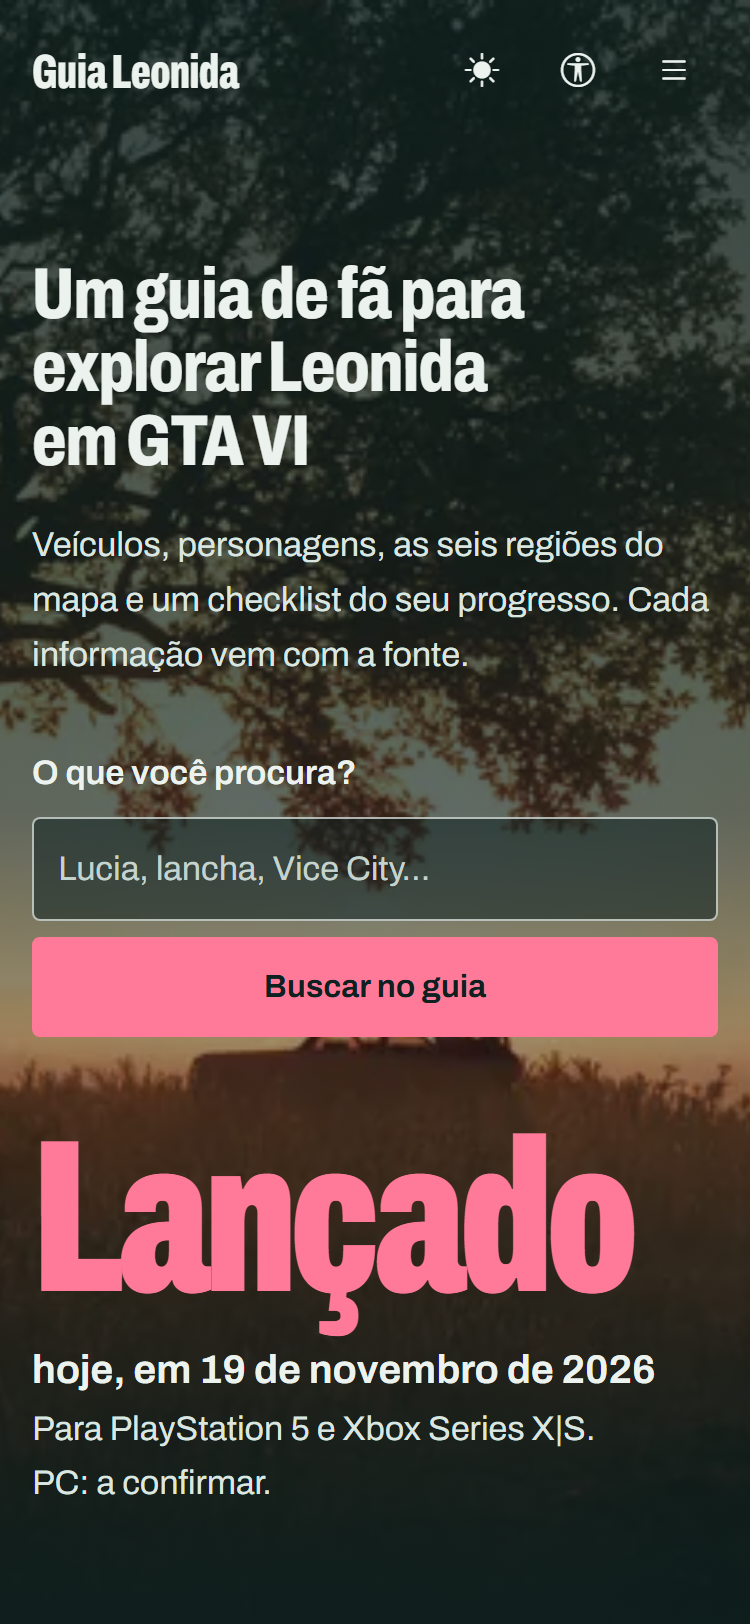 Guia Leonida
Um guia de fã para
explorar Leonida
em GTA VI
Veículos, personagens, as seis regiões do
mapa e um checklist do seu progresso. Cada
informação vem com a fonte.
O que você procura?
Lucia, lancha, Vice City...
Buscar no guia
Lançado
hoje, em 19 de novembro de 2026
Para PlayStation 5 e Xbox Series X|S.
PC: a confirmar.